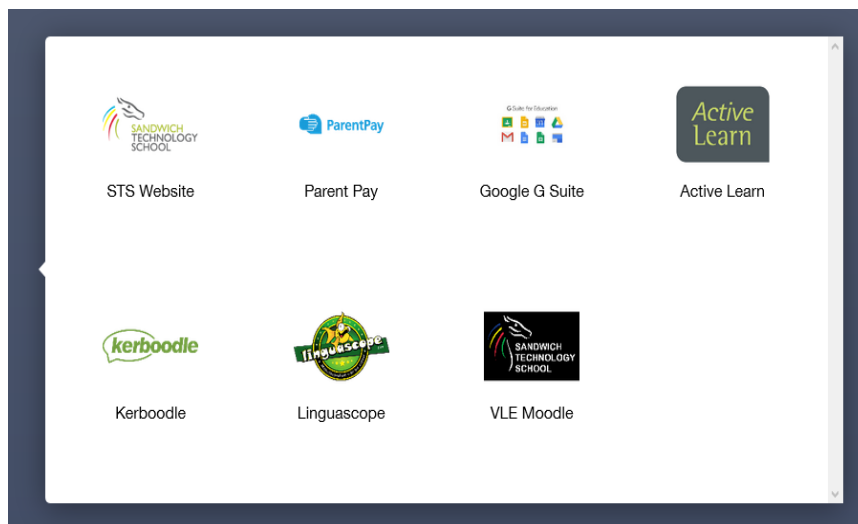 SANDWICH
TECHNOLOGY
SCHOOL
STS Website
ParentPay
Parent Pay
G Suite for Education
Google G Suite
Active
Learn
Active Learn
kerboodle
Kerboodle
linguascope
Linguascope
SANDWICH
TECHNOLOGY
SCHOOL
VLE Moodle